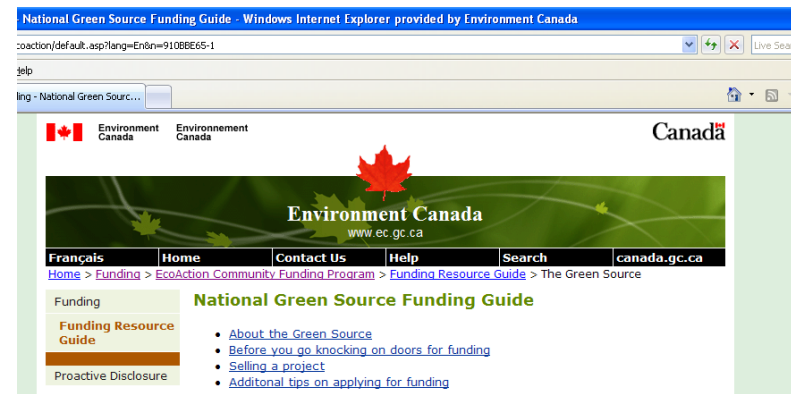 National Green Source Funding Guide - Windows Internet Explorer provided by Environment Canada
coaction/default.asp?lang=En&n=910BBE65-1
Live Sea
Help
ling - National Green Sourc...
Environment Canada
Environnement Canada
Canada
Environment Canada
www.ec.gc.ca
Français Home Contact Us Help Search canada.gc.ca
Home > Funding > EcoAction Community Funding Program > Funding Resource Guide > The Green Source
Funding
Funding Resource
Guide
Proactive Disclosure
National Green Source Funding Guide
About the Green Source
Before you go knocking on doors for funding
Selling a project
Additonal tips on applying for funding